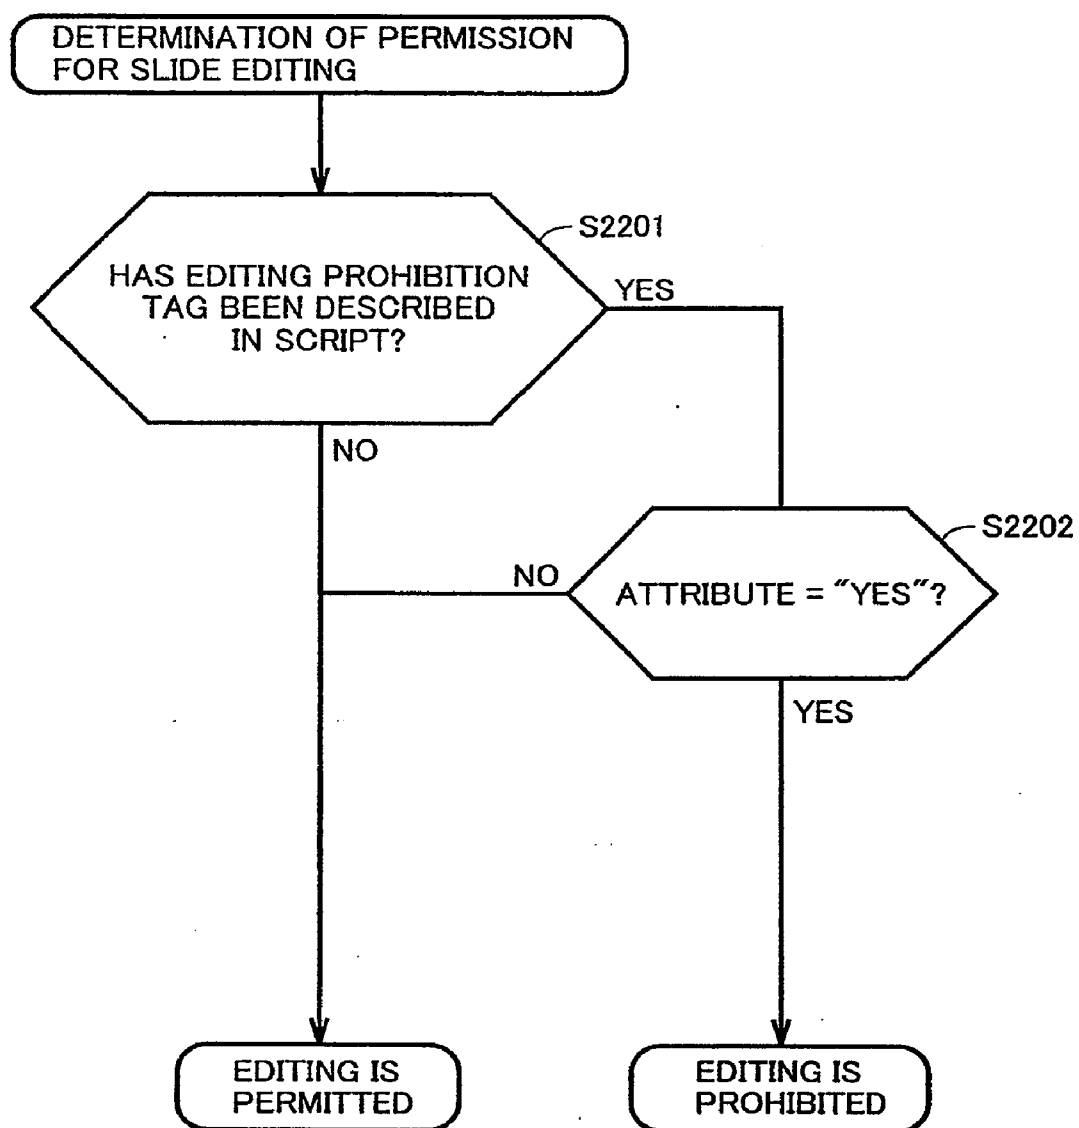 DETERMINATION OF PERMISSION
FOR SLIDE EDITING
S2201
HAS EDITING PROHIBITION
TAG BEEN DESCRIBED
IN SCRIPT?
YES
NO
S2202
NO
ATTRIBUTE = "YES"?
YES
EDITING IS
PERMITTED
EDITING IS
PROHIBITED